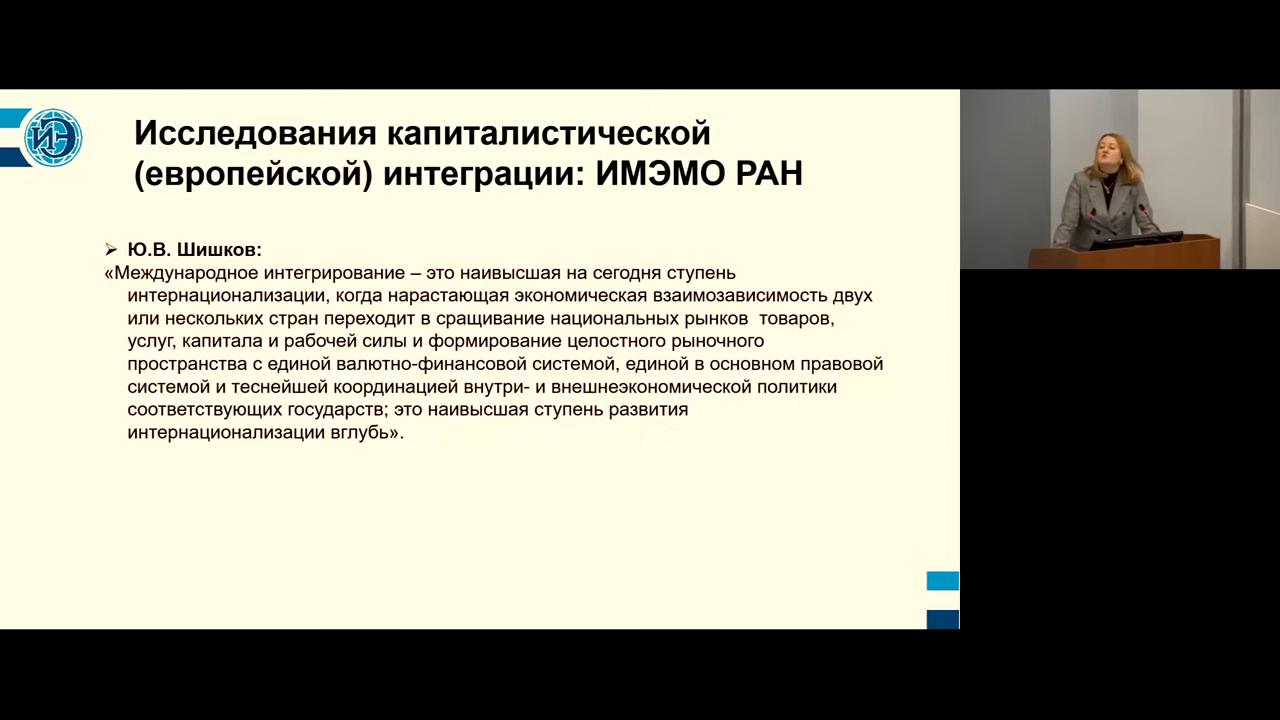 ИЭ
Исследования капиталистической
(европейской) интеграции: ИМЭМО РАН
Ю.В. Шишков:
«Международное интегрирование – это наивысшая на сегодня ступень
интернационализации, когда нарастающая экономическая взаимозависимость двух
или нескольких стран переходит в сращивание национальных рынков товаров,
услуг, капитала и рабочей силы и формирование целостного рыночного
пространства с единой валютно-финансовой системой, единой в основном правовой
системой и теснейшей координацией внутри- и внешнеэкономической политики
соответствующих государств; это наивысшая ступень развития
интернационализации вглубь».